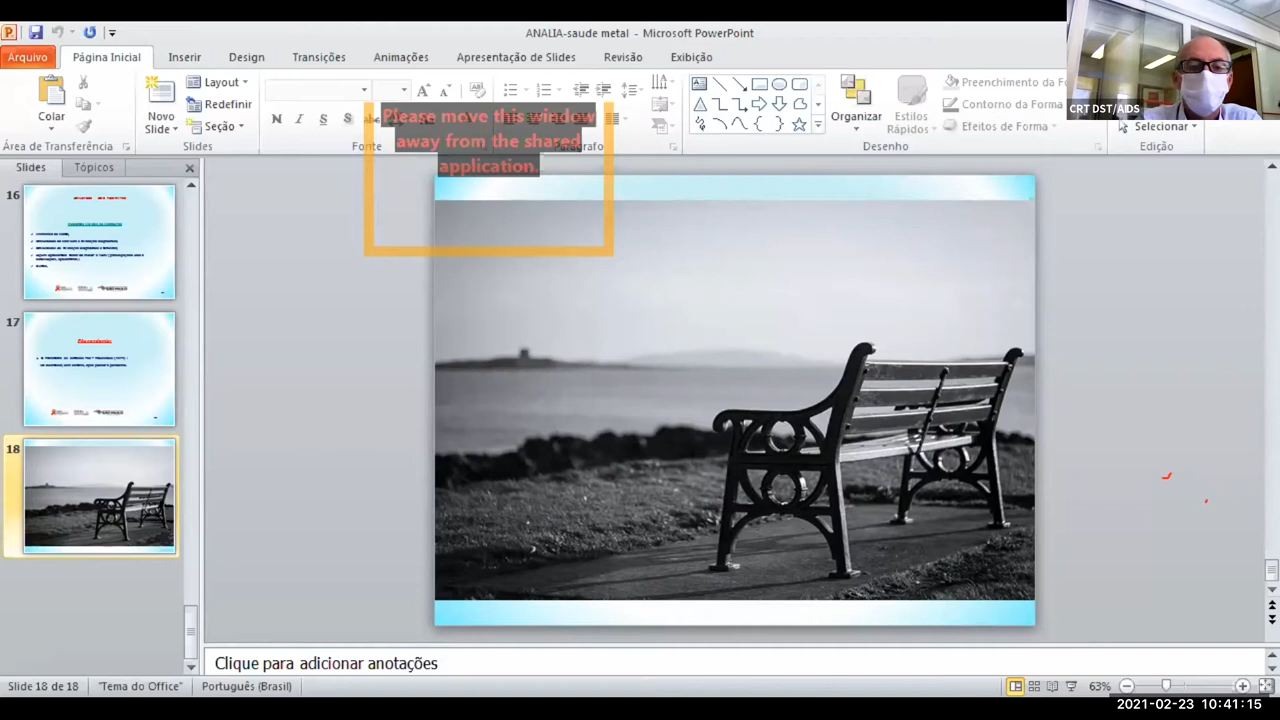 ANALIA-saude metal - Microsoft PowerPoint
Arquivo
Página Inicial
Inserir
Design
Transições
Animações
Apresentação de Slides
Revisão
Exibição
Colar
Área de Transferência
Novo
Slide
Layout
Redefinir
Seção
Slides
N
I
S
S
abc
Fonte
Please move this window
away from the shared
application.
Organizar
Estilos
Rápidos
Preenchimento da Fo
Contorno da Forma
Efeitos de Forma
Desenho
CRT DST/AIDS
Selecionar
Edição
Slides
Tópicos
16
17
18
Clique para adicionar anotações
Slide 18 de 18
"Tema do Office"
Português (Brasil)
63%
2021-02-23 10:41:15